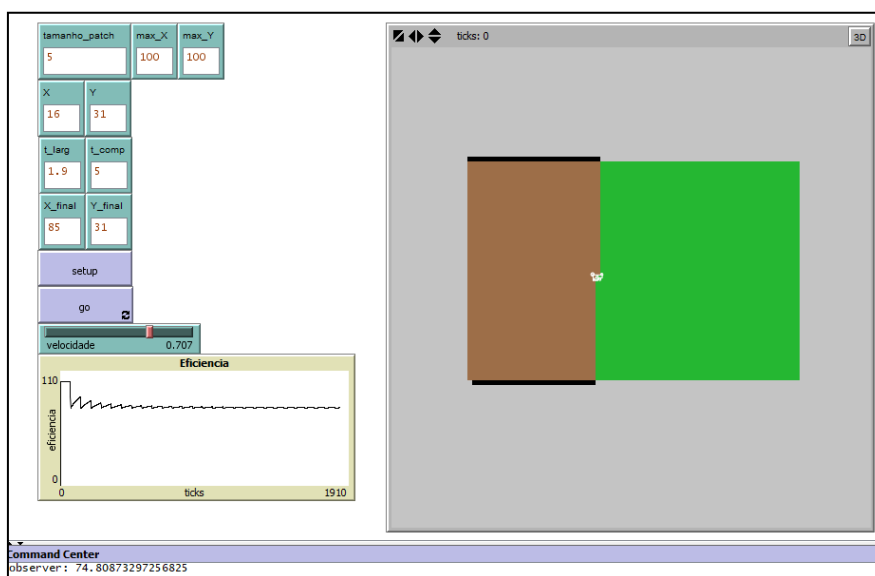 tamanho_patch max_X max_Y
5 100 100
X Y
16 31
t_larg t_comp
1.9 5
X_final Y_final
85 31
setup
go
velocidade 0.707
Eficiencia
110
eficiencia
0
0 ticks 1910
ticks: 0
3D
Command Center
observer: 74.80873297256825